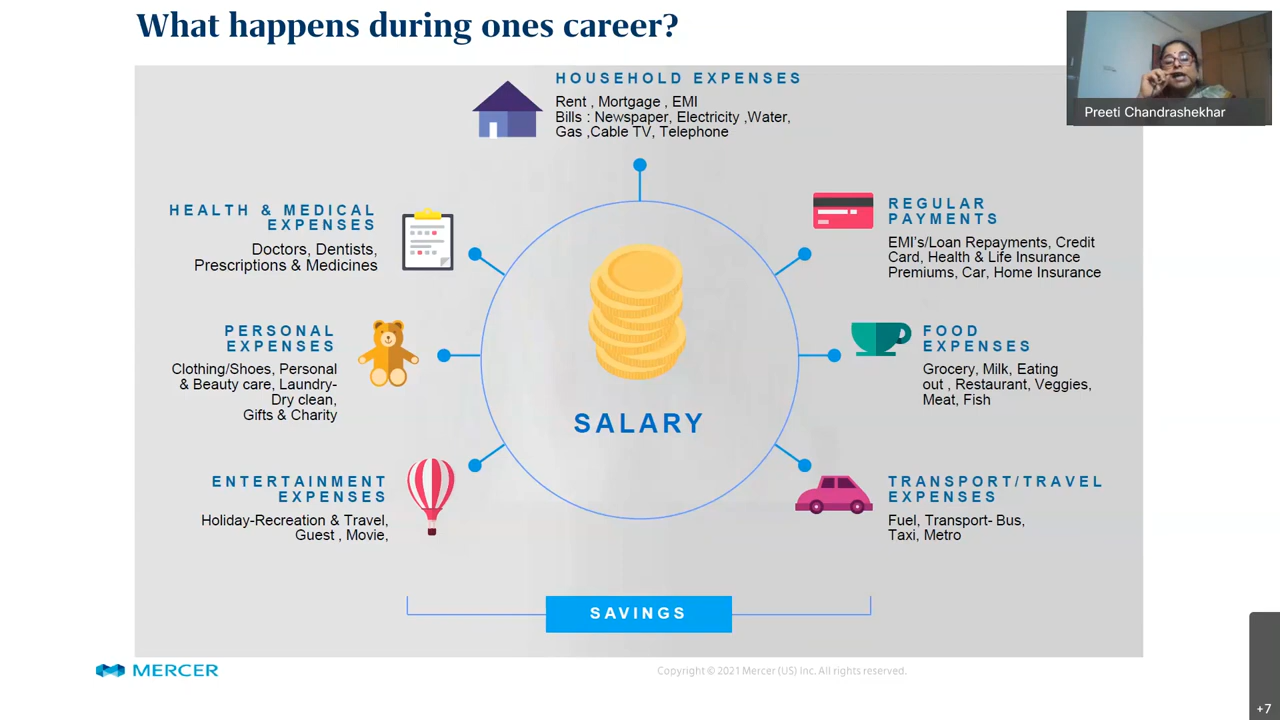 What happens during ones career?
Preeti Chandrashekhar
HOUSEHOLD EXPENSES
Rent , Mortgage , EMI
Bills : Newspaper, Electricity ,Water,
Gas ,Cable TV, Telephone
HEALTH & MEDICAL
EXPENSES
Doctors, Dentists,
Prescriptions & Medicines
REGULAR
PAYMENTS
EMI's/Loan Repayments, Credit
Card, Health & Life Insurance
Premiums, Car, Home Insurance
PERSONAL
EXPENSES
Clothing/Shoes, Personal
& Beauty care, Laundry-
Dry clean,
Gifts & Charity
FOOD
EXPENSES
Grocery, Milk, Eating
out , Restaurant, Veggies,
Meat, Fish
SALARY
ENTERTAINMENT
EXPENSES
Holiday-Recreation & Travel,
Guest , Movie,
TRANSPORT/TRAVEL
EXPENSES
Fuel, Transport- Bus,
Taxi, Metro
SAVINGS
MERCER
Copyright © 2021 Mercer (US) Inc. All rights reserved.
+7